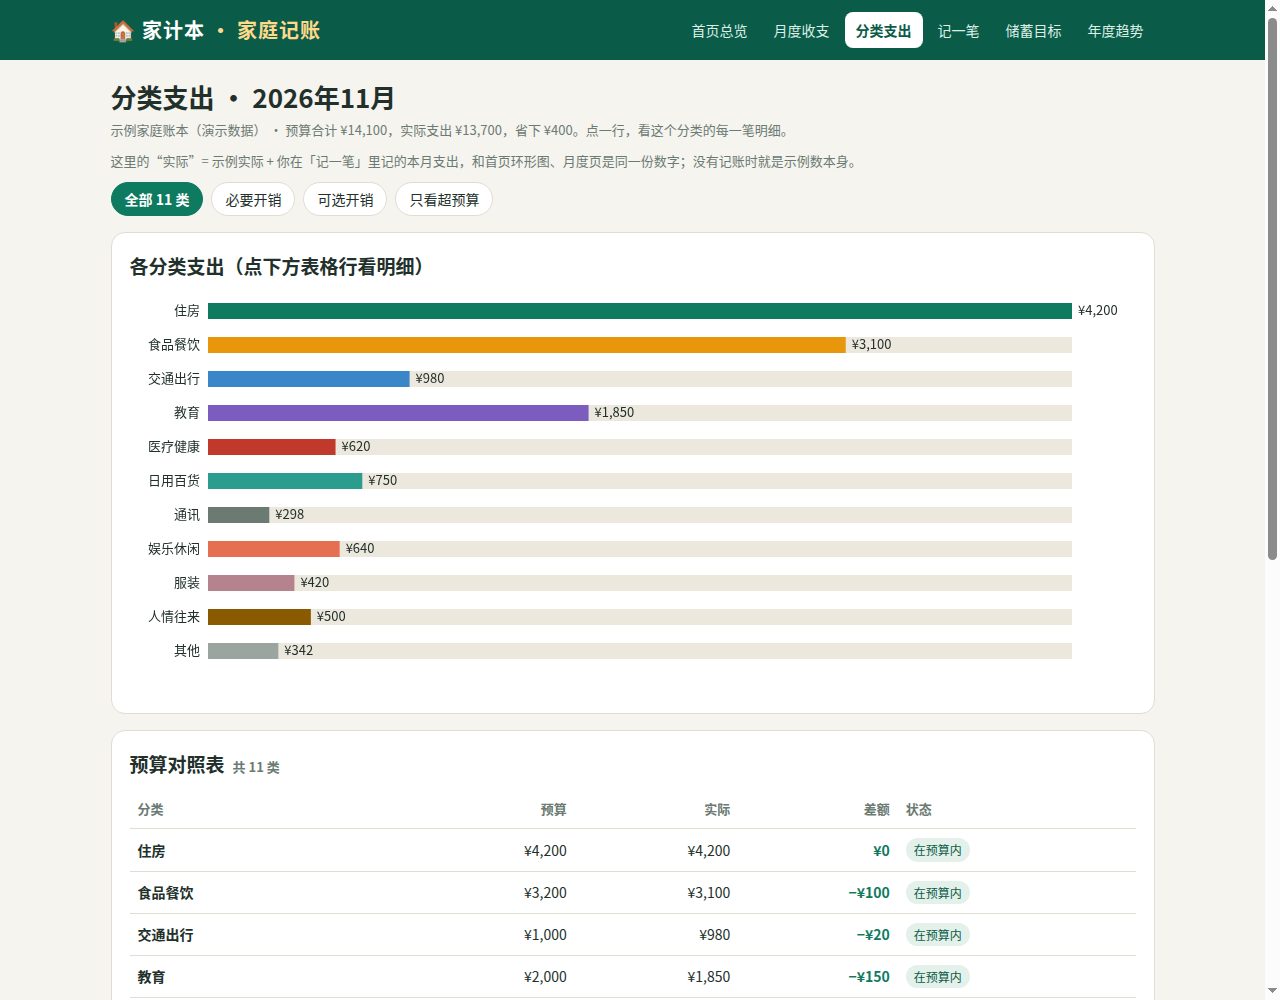 家计本 · 家庭记账
首页总览 月度收支 分类支出 记一笔 储蓄目标 年度趋势
分类支出 · 2026年11月
示例家庭账本（演示数据） · 预算合计 ¥14,100，实际支出 ¥13,700，省下 ¥400。点一行，看这个分类的每一笔明细。
这里的“实际”= 示例实际 + 你在「记一笔」里记的本月支出，和首页环形图、月度页是同一份数字；没有记账时就是示例数本身。
全部 11 类 必要开销 可选开销 只看超预算
各分类支出（点下方表格行看明细）
住房 ¥4,200
食品餐饮 ¥3,100
交通出行 ¥980
教育 ¥1,850
医疗健康 ¥620
日用百货 ¥750
通讯 ¥298
娱乐休闲 ¥640
服装 ¥420
人情往来 ¥500
其他 ¥342
预算对照表 共 11 类
分类 预算 实际 差额 状态
住房 ¥4,200 ¥4,200 ¥0 在预算内
食品餐饮 ¥3,200 ¥3,100 −¥100 在预算内
交通出行 ¥1,000 ¥980 −¥20 在预算内
教育 ¥2,000 ¥1,850 −¥150 在预算内